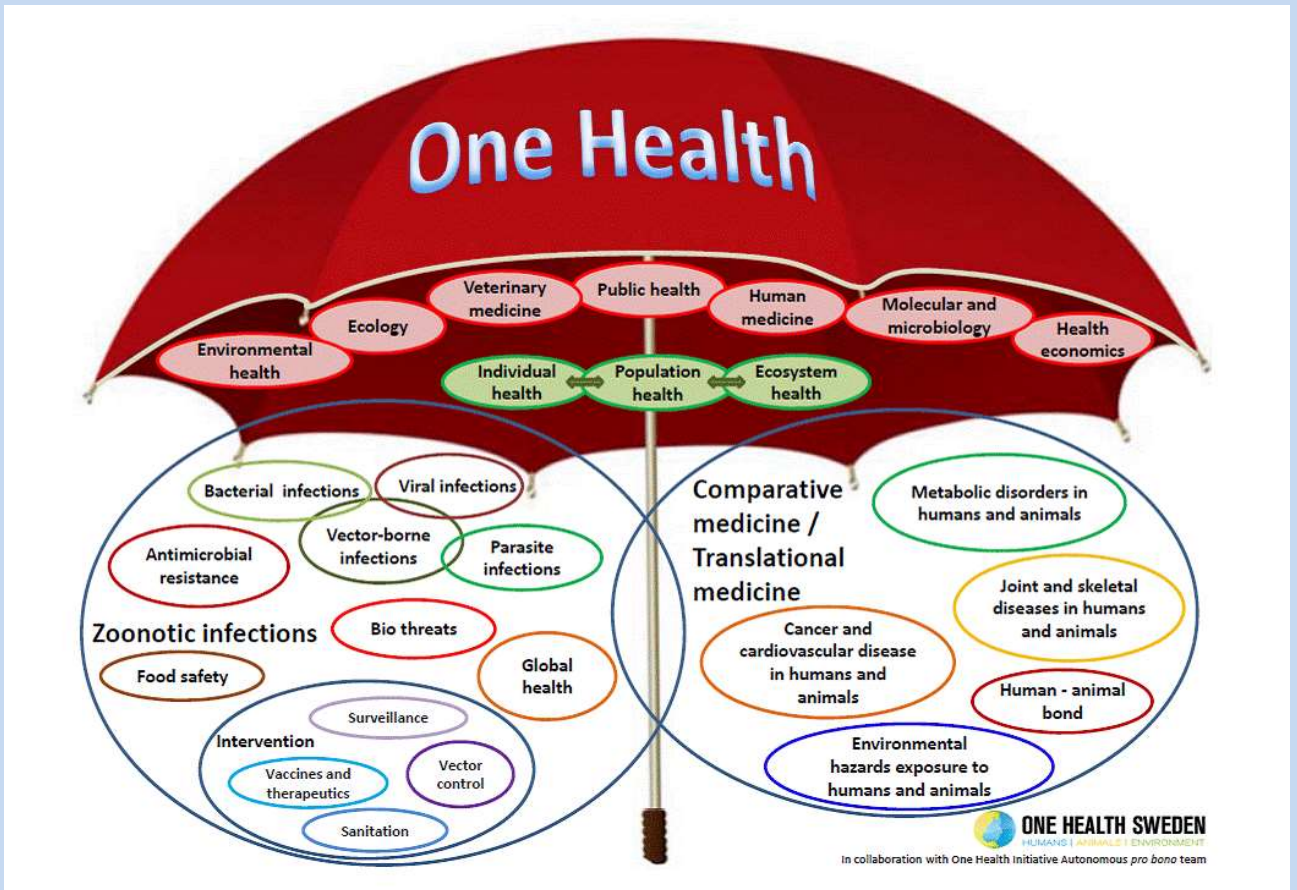 One Health
Environmental
health
Ecology
Veterinary
medicine
Public health
Human
medicine
Molecular and
microbiology
Health
economics
Individual
health
Population
health
Ecosystem
health
Bacterial infections
Viral infections
Vector-borne
infections
Parasite
infections
Antimicrobial
resistance
Zoonotic infections
Bio threats
Food safety
Global
health
Surveillance
Intervention
Vaccines and
therapeutics
Vector
control
Sanitation
Comparative
medicine /
Translational
medicine
Metabolic disorders in
humans and animals
Joint and skeletal
diseases in humans
and animals
Cancer and
cardiovascular disease
in humans and
animals
Human - animal
bond
Environmental
hazards exposure to
humans and animals
ONE HEALTH SWEDEN
HUMANS | ANIMALS | ENVIRONMENT
In collaboration with One Health Initiative Autonomous pro bono team